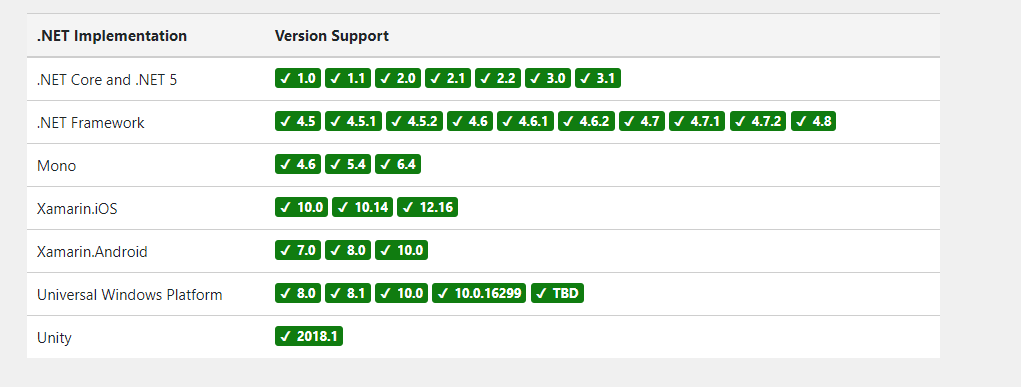 .NET Implementation Version Support
.NET Core and .NET 5 ✓ 1.0 ✓ 1.1 ✓ 2.0 ✓ 2.1 ✓ 2.2 ✓ 3.0 ✓ 3.1
.NET Framework ✓ 4.5 ✓ 4.5.1 ✓ 4.5.2 ✓ 4.6 ✓ 4.6.1 ✓ 4.6.2 ✓ 4.7 ✓ 4.7.1 ✓ 4.7.2 ✓ 4.8
Mono ✓ 4.6 ✓ 5.4 ✓ 6.4
Xamarin.iOS ✓ 10.0 ✓ 10.14 ✓ 12.16
Xamarin.Android ✓ 7.0 ✓ 8.0 ✓ 10.0
Universal Windows Platform ✓ 8.0 ✓ 8.1 ✓ 10.0 ✓ 10.0.16299 ✓ TBD
Unity ✓ 2018.1